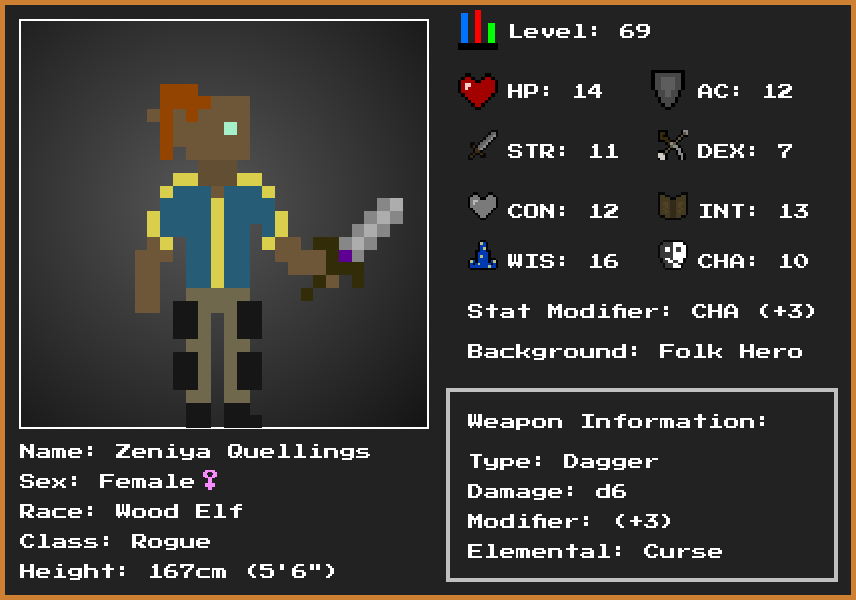 Level: 69
HP: 14
AC: 12
STR: 11
DEX: 7
CON: 12
INT: 13
WIS: 16
CHA: 10
Stat Modifier: CHA (+3)
Background: Folk Hero
Weapon Information:
Type: Dagger
Damage: d6
Modifier: (+3)
Elemental: Curse
Name: Zeniya Quellings
Sex: Female♀
Race: Wood Elf
Class: Rogue
Height: 167cm (5'6")